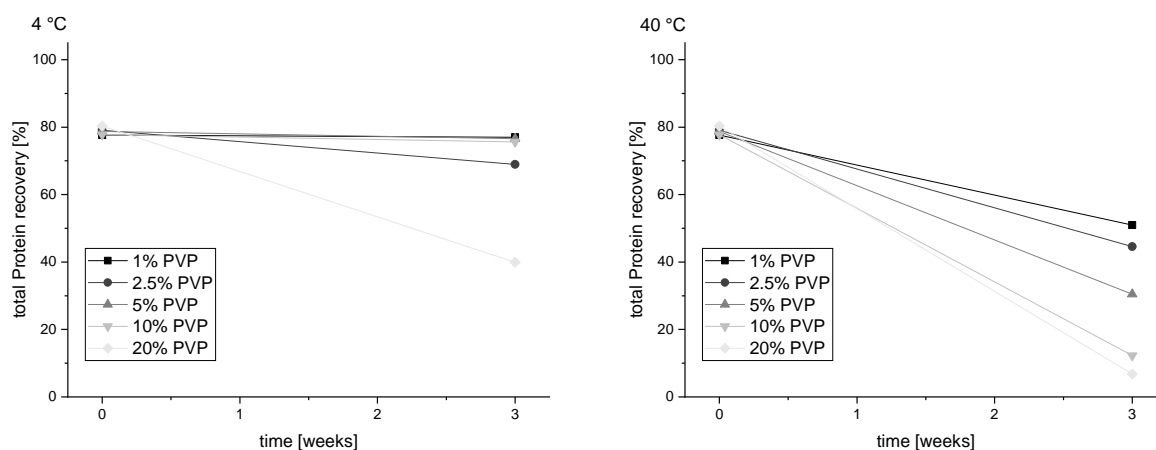 4 °C
total Protein recovery [%]
100
80
60
40
20
0
1% PVP
2.5% PVP
5% PVP
10% PVP
20% PVP
0
1
2
3
time [weeks]
40 °C
total Protein recovery [%]
100
80
60
40
20
0
1% PVP
2.5% PVP
5% PVP
10% PVP
20% PVP
0
1
2
3
time [weeks]